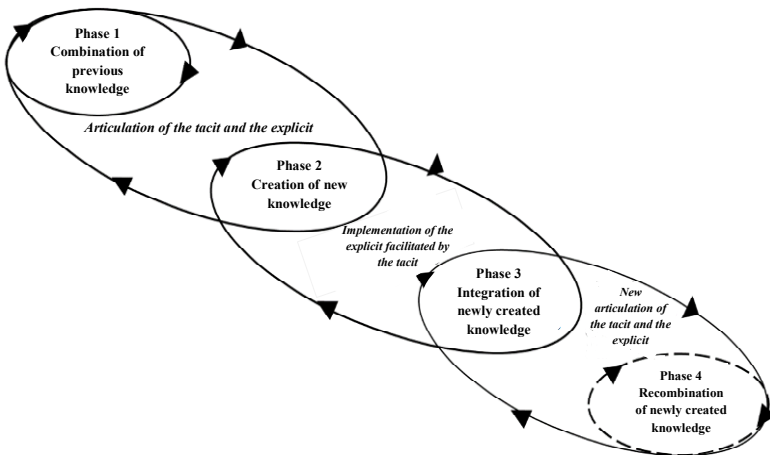 Phase 1
Combination of
previous
knowledge
Articulation of the tacit and the explicit
Phase 2
Creation of new
knowledge
Implementation of the
explicit facilitated by
the tacit
Phase 3
Integration of
newly created
knowledge
New
articulation of
the tacit and the
explicit
Phase 4
Recombination
of newly created
knowledge